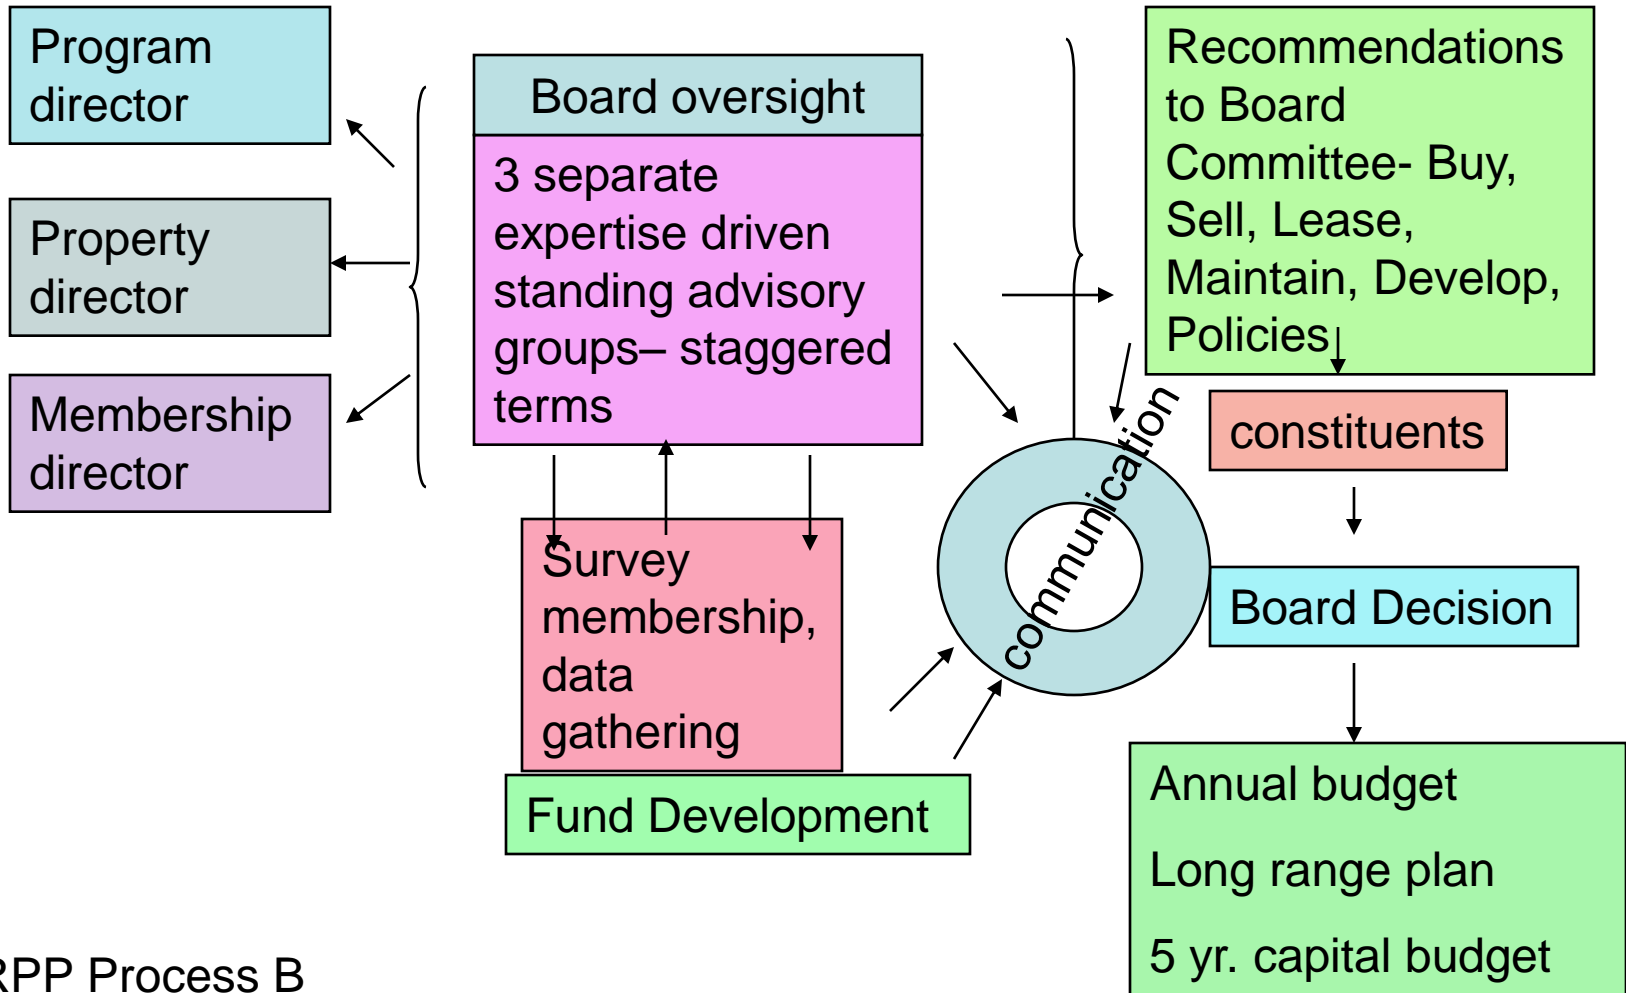 Program
director
Property
director
Membership
director
Board oversight
3 separate
expertise driven
standing advisory
groups– staggered
terms
Survey
membership,
data
gathering
Fund Development
communication
Recommendations
to Board
Committee- Buy,
Sell, Lease,
Maintain, Develop,
Policies
constituents
Board Decision
Annual budget
Long range plan
5 yr. capital budget
RPP Process B